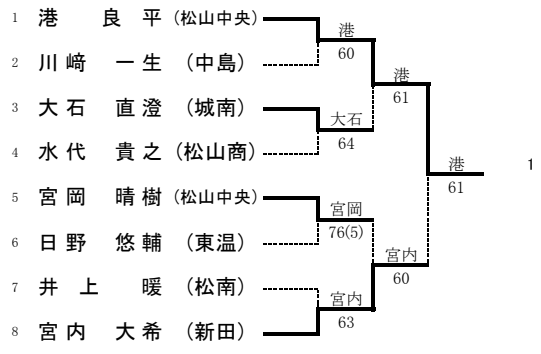 1 港 良平 (松山中央)
港
60
2 川﨑 一生 (中島)
港
61
3 大石 直澄 (城南)
大石
64
4 水代 貴之 (松山商)
港
61
1
5 宮岡 晴樹 (松山中央)
宮岡
76(5)
6 日野 悠輔 (東温)
宮内
60
7 井上 暖 (松南)
宮内
63
8 宮内 大希 (新田)